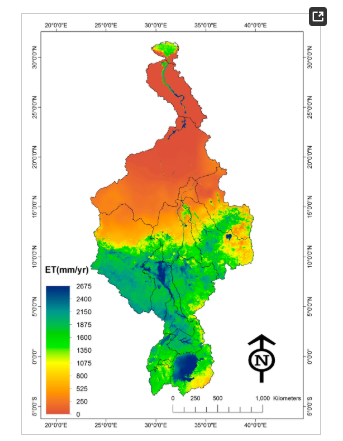 20°0'0"E 25°0'0"E 30°0'0"E 35°0'0"E 40°0'0"E
30°0'0"N 30°0'0"N
25°0'0"N 25°0'0"N
20°0'0"N 20°0'0"N
15°0'0"N 15°0'0"N
10°0'0"N 10°0'0"N
5°0'0"N 5°0'0"N
0°0'0" 0°0'0"
5°0'0"S 5°0'0"S
ET(mm/yr)
2675
2400
2150
1875
1600
1350
1075
800
525
250
0
N
0 250 500 1,000 Kilometers
20°0'0"E 25°0'0"E 30°0'0"E 35°0'0"E 40°0'0"E